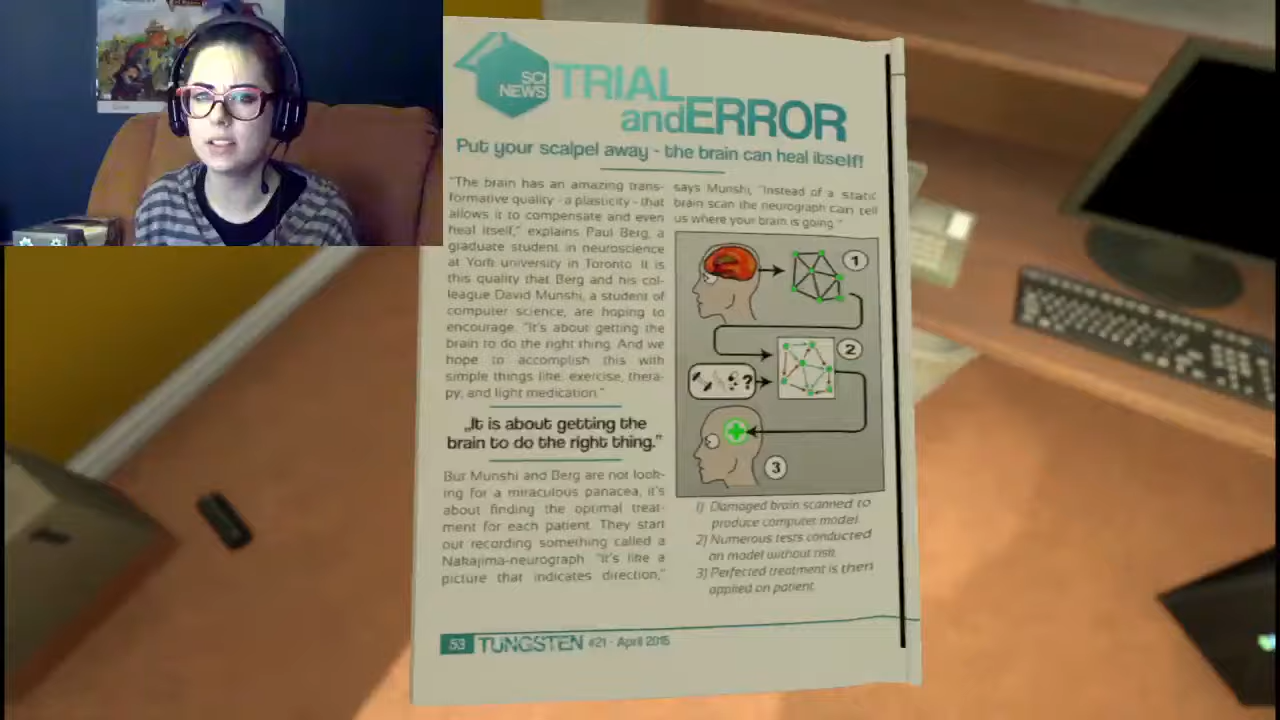 SCI
NEWS
TRIAL
andERROR
Put your scalpel away - the brain can heal itself!
"The brain has an amazing trans-
formative quality - a plasticity - that
allows it to compensate and even
heal itself," explains Paul Berg, a
graduate student in neuroscience
at York university in Toronto. It is
this quality that Berg and his col-
league David Munshi, a student of
computer science, are hoping to
encourage. "It's about getting the
brain to do the right thing. And we
hope to accomplish this with
simple things like: exercise, thera-
py, and light medication."
„It is about getting the
brain to do the right thing."
But Munshi and Berg are not look-
ing for a miraculous panacea, it's
about finding the optimal treat-
ment for each patient. They start
out recording something called a
Nakajima-neurograph. "It's like a
picture that indicates direction,"
says Munshi, "Instead of a static
brain scan the neurograph can tell
us where your brain is going."
1
2
?
3
1) Damaged brain scanned to
produce computer model.
2) Numerous tests conducted
on model without risk.
3) Perfected treatment is then
applied on patient.
53 TUNGSTEN #21 - April 2015